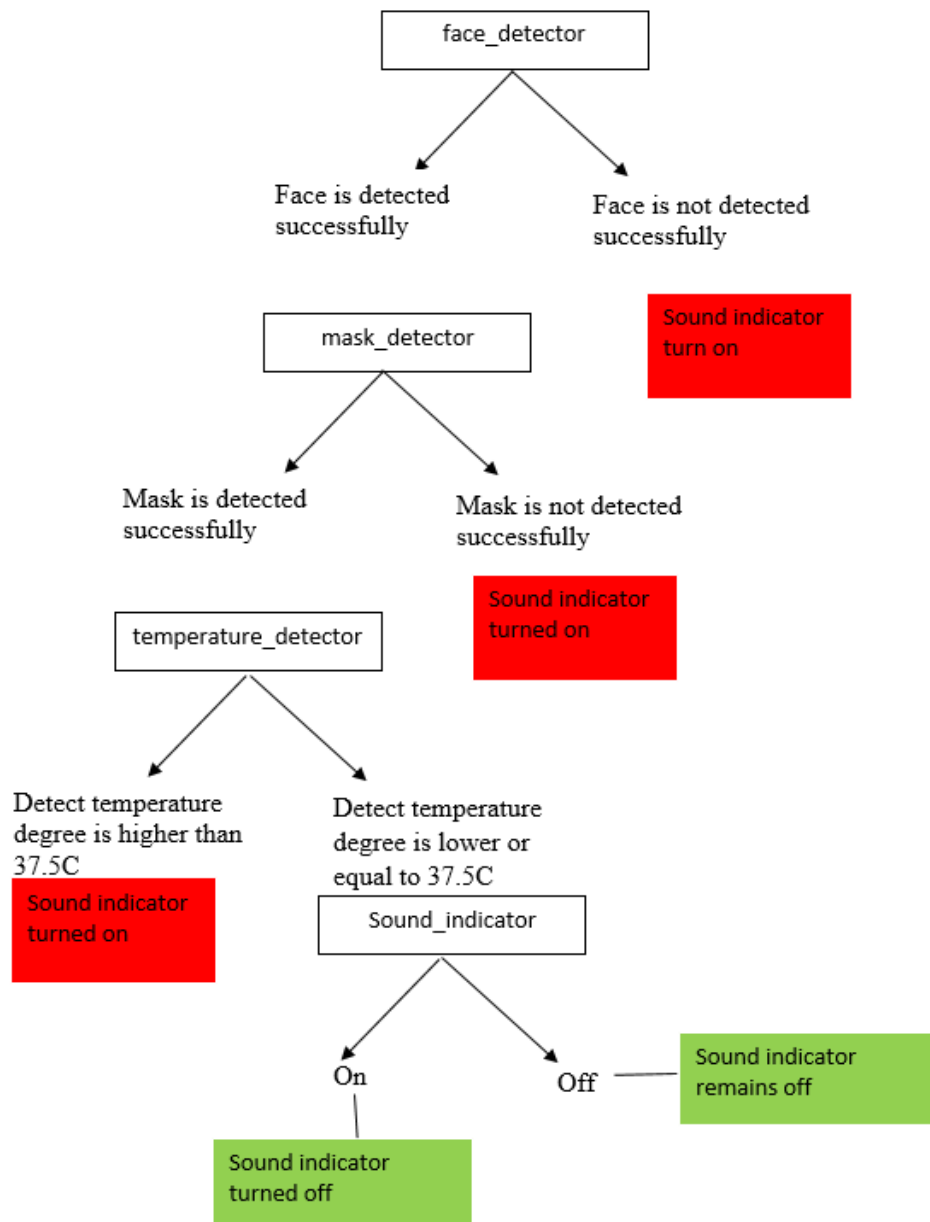 face_detector
Face is detected
successfully
Face is not detected
successfully
Sound indicator
turn on
mask_detector
Mask is detected
successfully
Mask is not detected
successfully
Sound indicator
turned on
temperature_detector
Detect temperature
degree is higher than
37.5C
Detect temperature
degree is lower or
equal to 37.5C
Sound indicator
turned on
Sound_indicator
On
Off
Sound indicator
remains off
Sound indicator
turned off